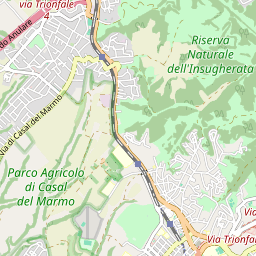 via Trionfale
4
do Anulare
Riserva
Naturale
dell'Insugherata
Via di Casal del Marmo
Parco Agricolo
di Casal
del Marmo
Via Trionfale